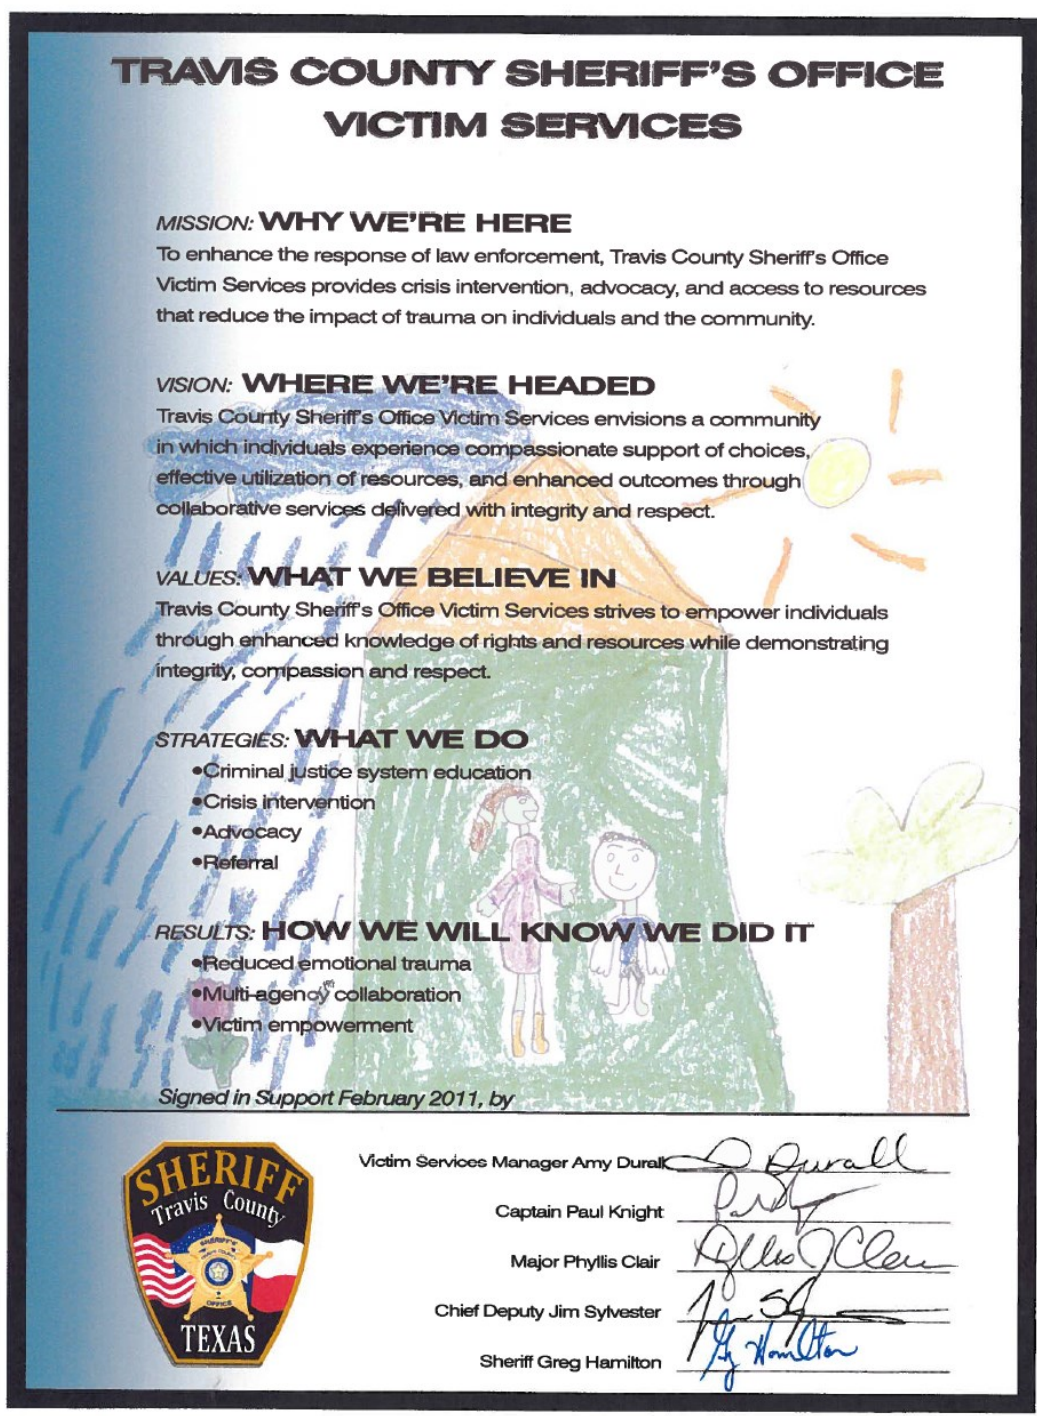 TRAVIS COUNTY SHERIFF'S OFFICE
VICTIM SERVICES
MISSION: WHY WE'RE HERE
To enhance the response of law enforcement, Travis County Sheriff's Office
Victim Services provides crisis intervention, advocacy, and access to resources
that reduce the impact of trauma on individuals and the community.
VISION: WHERE WE'RE HEADED
Travis County Sheriff's Office Victim Services envisions a community
in which individuals experience compassionate support of choices,
effective utilization of resources, and enhanced outcomes through
collaborative services delivered with integrity and respect.
VALUES: WHAT WE BELIEVE IN
Travis County Sheriff's Office Victim Services strives to empower individuals
through enhanced knowledge of rights and resources while demonstrating
integrity, compassion and respect.
STRATEGIES: WHAT WE DO
•Criminal justice system education
•Crisis intervention
•Advocacy
•Referral
RESULTS: HOW WE WILL KNOW WE DID IT
•Reduced emotional trauma
•Multi-agency collaboration
•Victim empowerment
Signed in Support February 2011, by
SHERIFF
Travis County
SHERIFF'S
OFFICE
TEXAS
Victim Services Manager Amy Durall Durall
Captain Paul Knight
Major Phyllis Clair Phyllis J Clair
Chief Deputy Jim Sylvester
Sheriff Greg Hamilton Greg Hamilton